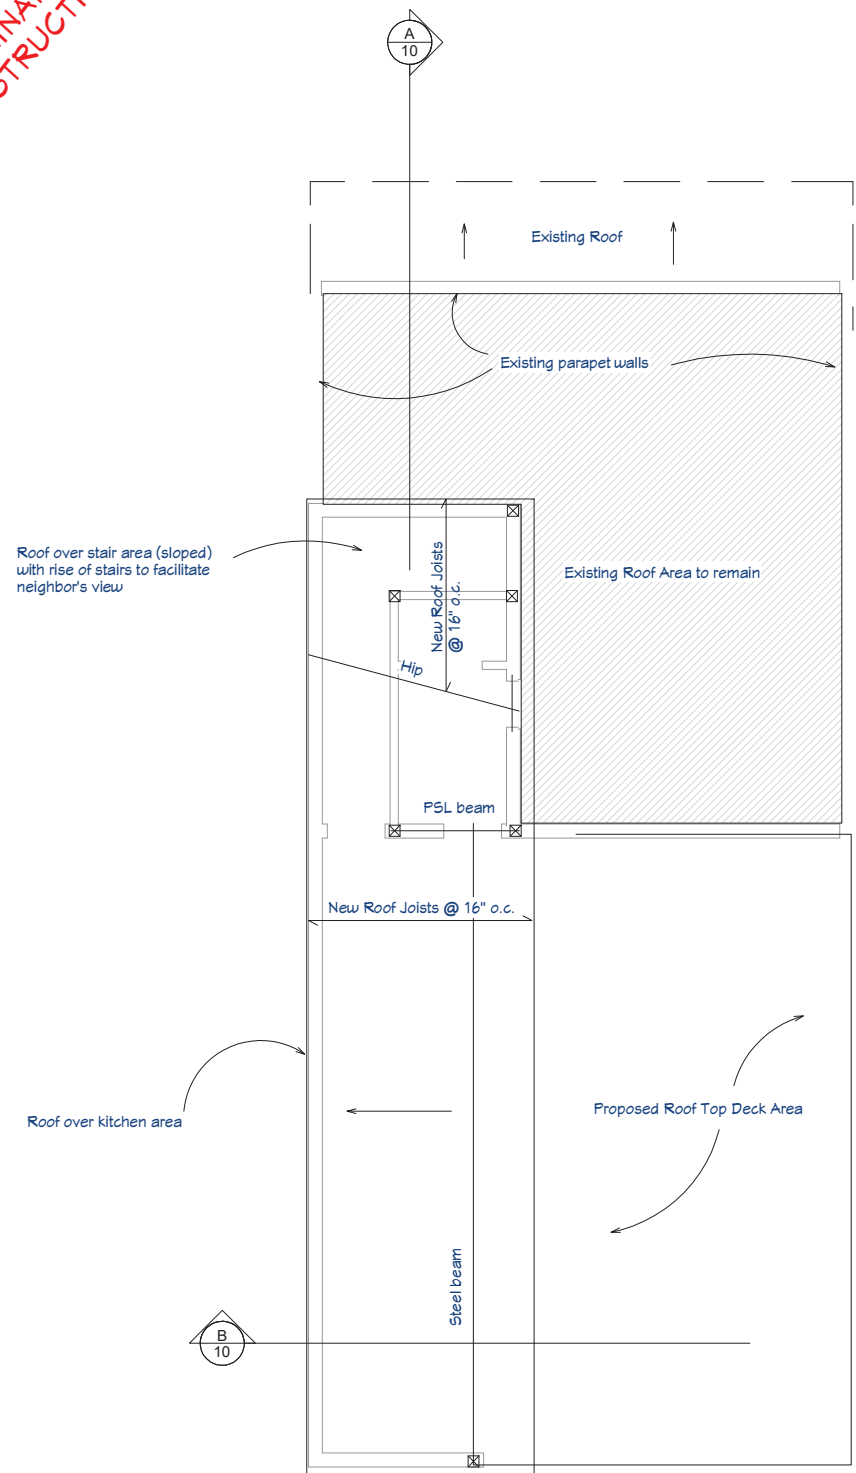 A
10
Existing Roof
Existing parapet walls
Roof over stair area (sloped)
with rise of stairs to facilitate
neighbor's view
New Roof Joists
@ 16" o.c.
Existing Roof Area to remain
Hip
PSL beam
New Roof Joists @ 16" o.c.
Roof over kitchen area
Proposed Roof Top Deck Area
Steel beam
B
10